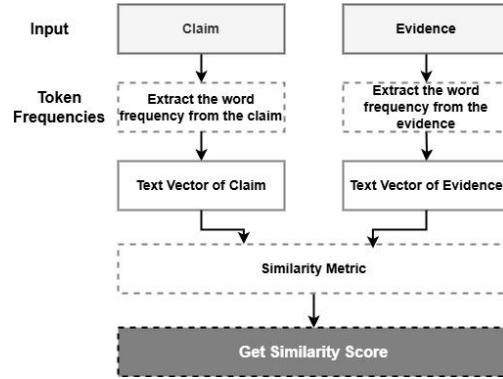 Input
Claim
Evidence
Token
Frequencies
Extract the word
frequency from the claim
Extract the word
frequency from the
evidence
Text Vector of Claim
Text Vector of Evidence
Similarity Metric
Get Similarity Score